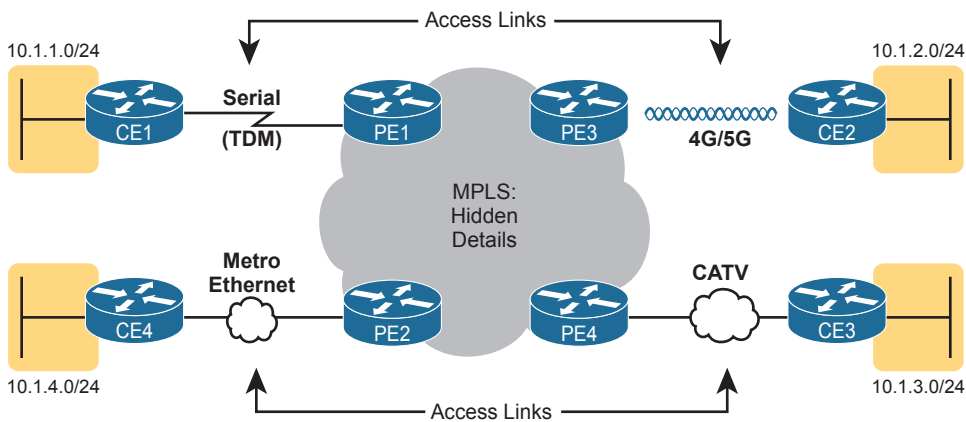 Access Links
10.1.1.0/24
10.1.2.0/24
CE1
Serial
(TDM)
PE1
PE3
4G/5G
CE2
MPLS:
Hidden
Details
Metro
Ethernet
CATV
CE4
PE2
PE4
CE3
10.1.4.0/24
10.1.3.0/24
Access Links